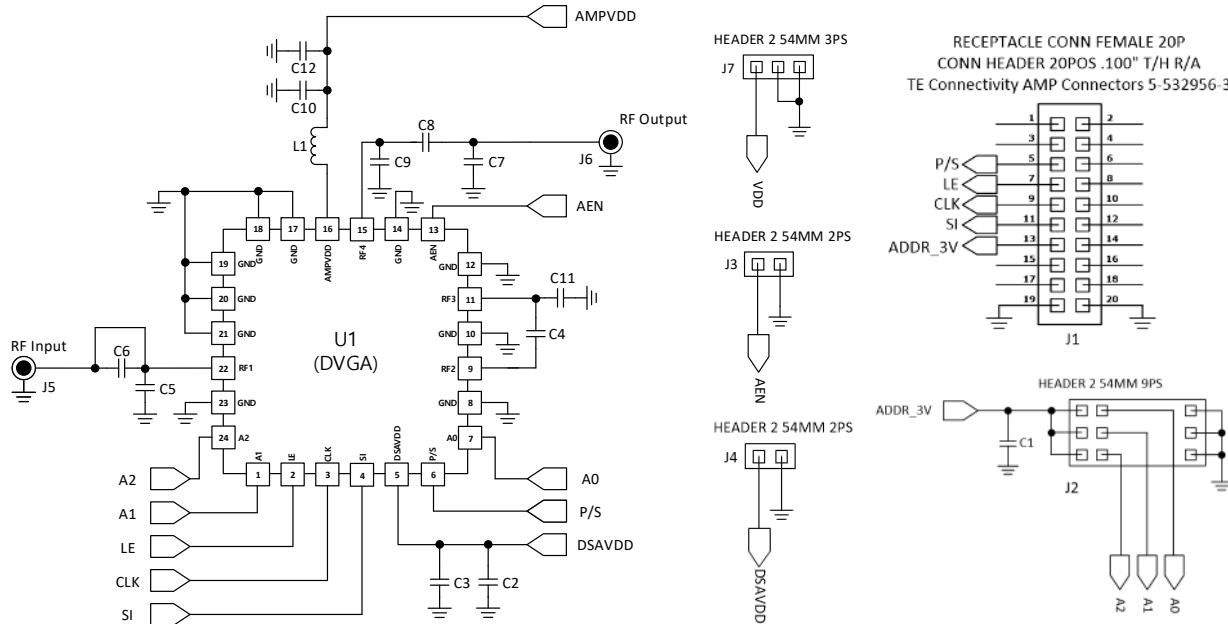 AMPVDD
C12
C10
L1
C8
C9
C7
RF Output
J6
AEN
18
17
16
15
14
13
GND
GND
AMPVDD
RF4
GND
AEN
19
GND
20
GND
21
GND
22
RF1
23
GND
24
A2
12
GND
11
RF3
10
GND
9
RF2
8
GND
7
A0
U1
(DVGA)
C11
C4
RF Input
J5
C6
C5
A1
LE
CLK
SI
DSAVDD
P/S
1
2
3
4
5
6
A2
A1
LE
CLK
SI
A0
P/S
DSAVDD
C3
C2
HEADER 2 54MM 3PS
J7
VDD
HEADER 2 54MM 2PS
J3
AEN
HEADER 2 54MM 2PS
J4
DSAVDD
RECEPTACLE CONN FEMALE 20P
CONN HEADER 20POS .100" T/H R/A
TE Connectivity AMP Connectors 5-532956-3
1
2
3
4
P/S
5
6
LE
7
8
CLK
9
10
SI
11
12
ADDR_3V
13
14
15
16
17
18
19
20
J1
HEADER 2 54MM 9PS
ADDR_3V
C1
J2
A2
A1
A0